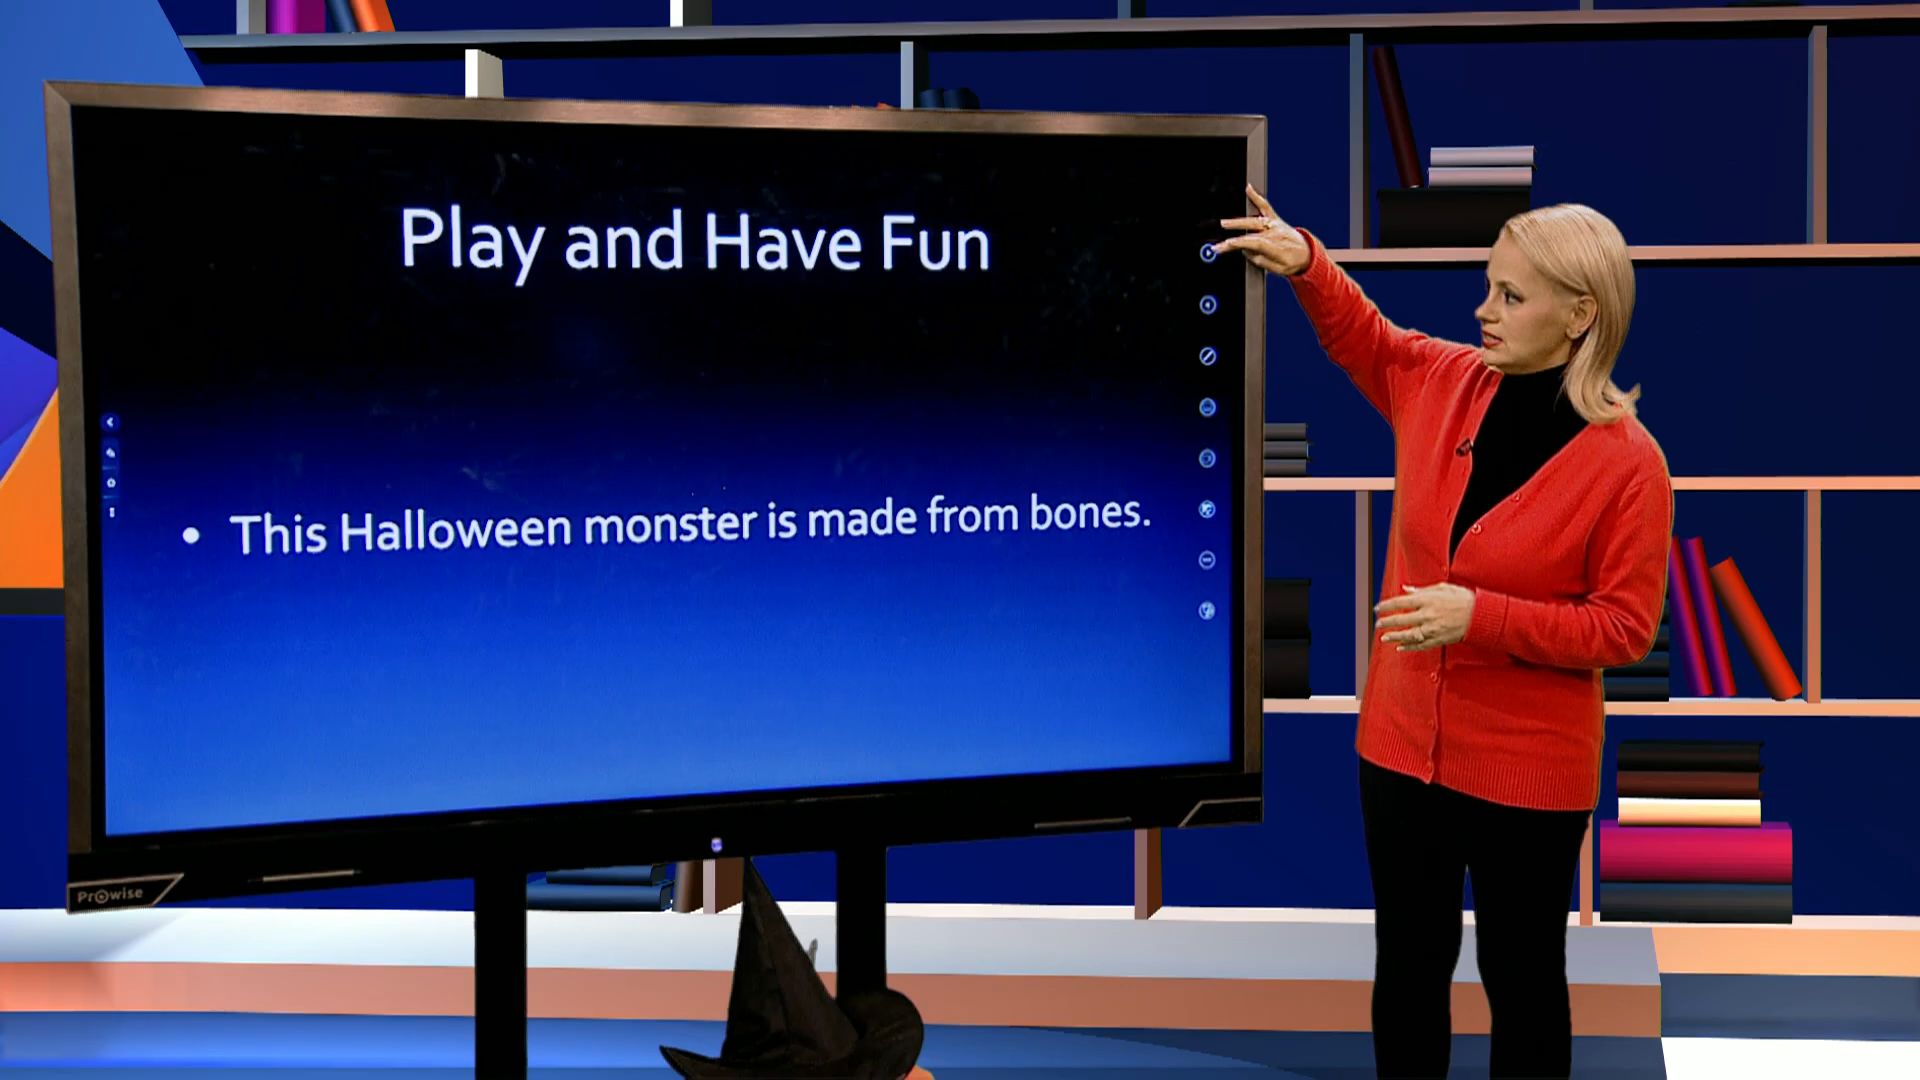 Play and Have Fun
• This Halloween monster is made from bones.
Prowise